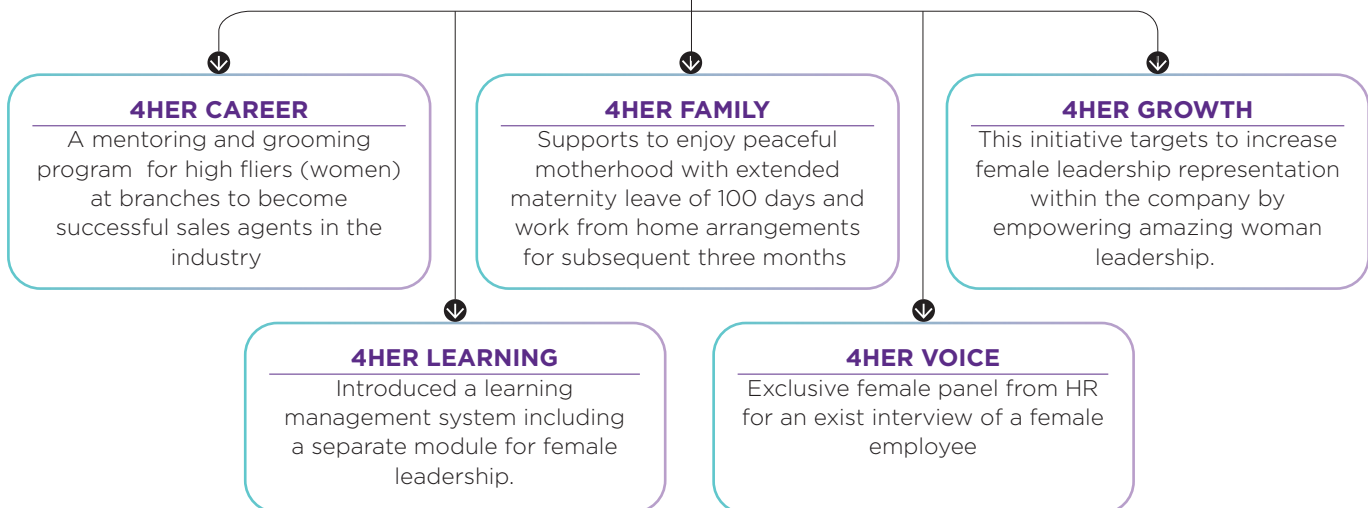 4HER CAREER
A mentoring and grooming
program for high fliers (women)
at branches to become
successful sales agents in the
industry
4HER FAMILY
Supports to enjoy peaceful
motherhood with extended
maternity leave of 100 days and
work from home arrangements
for subsequent three months
4HER GROWTH
This initiative targets to increase
female leadership representation
within the company by
empowering amazing woman
leadership.
4HER LEARNING
Introduced a learning
management system including
a separate module for female
leadership.
4HER VOICE
Exclusive female panel from HR
for an exist interview of a female
employee